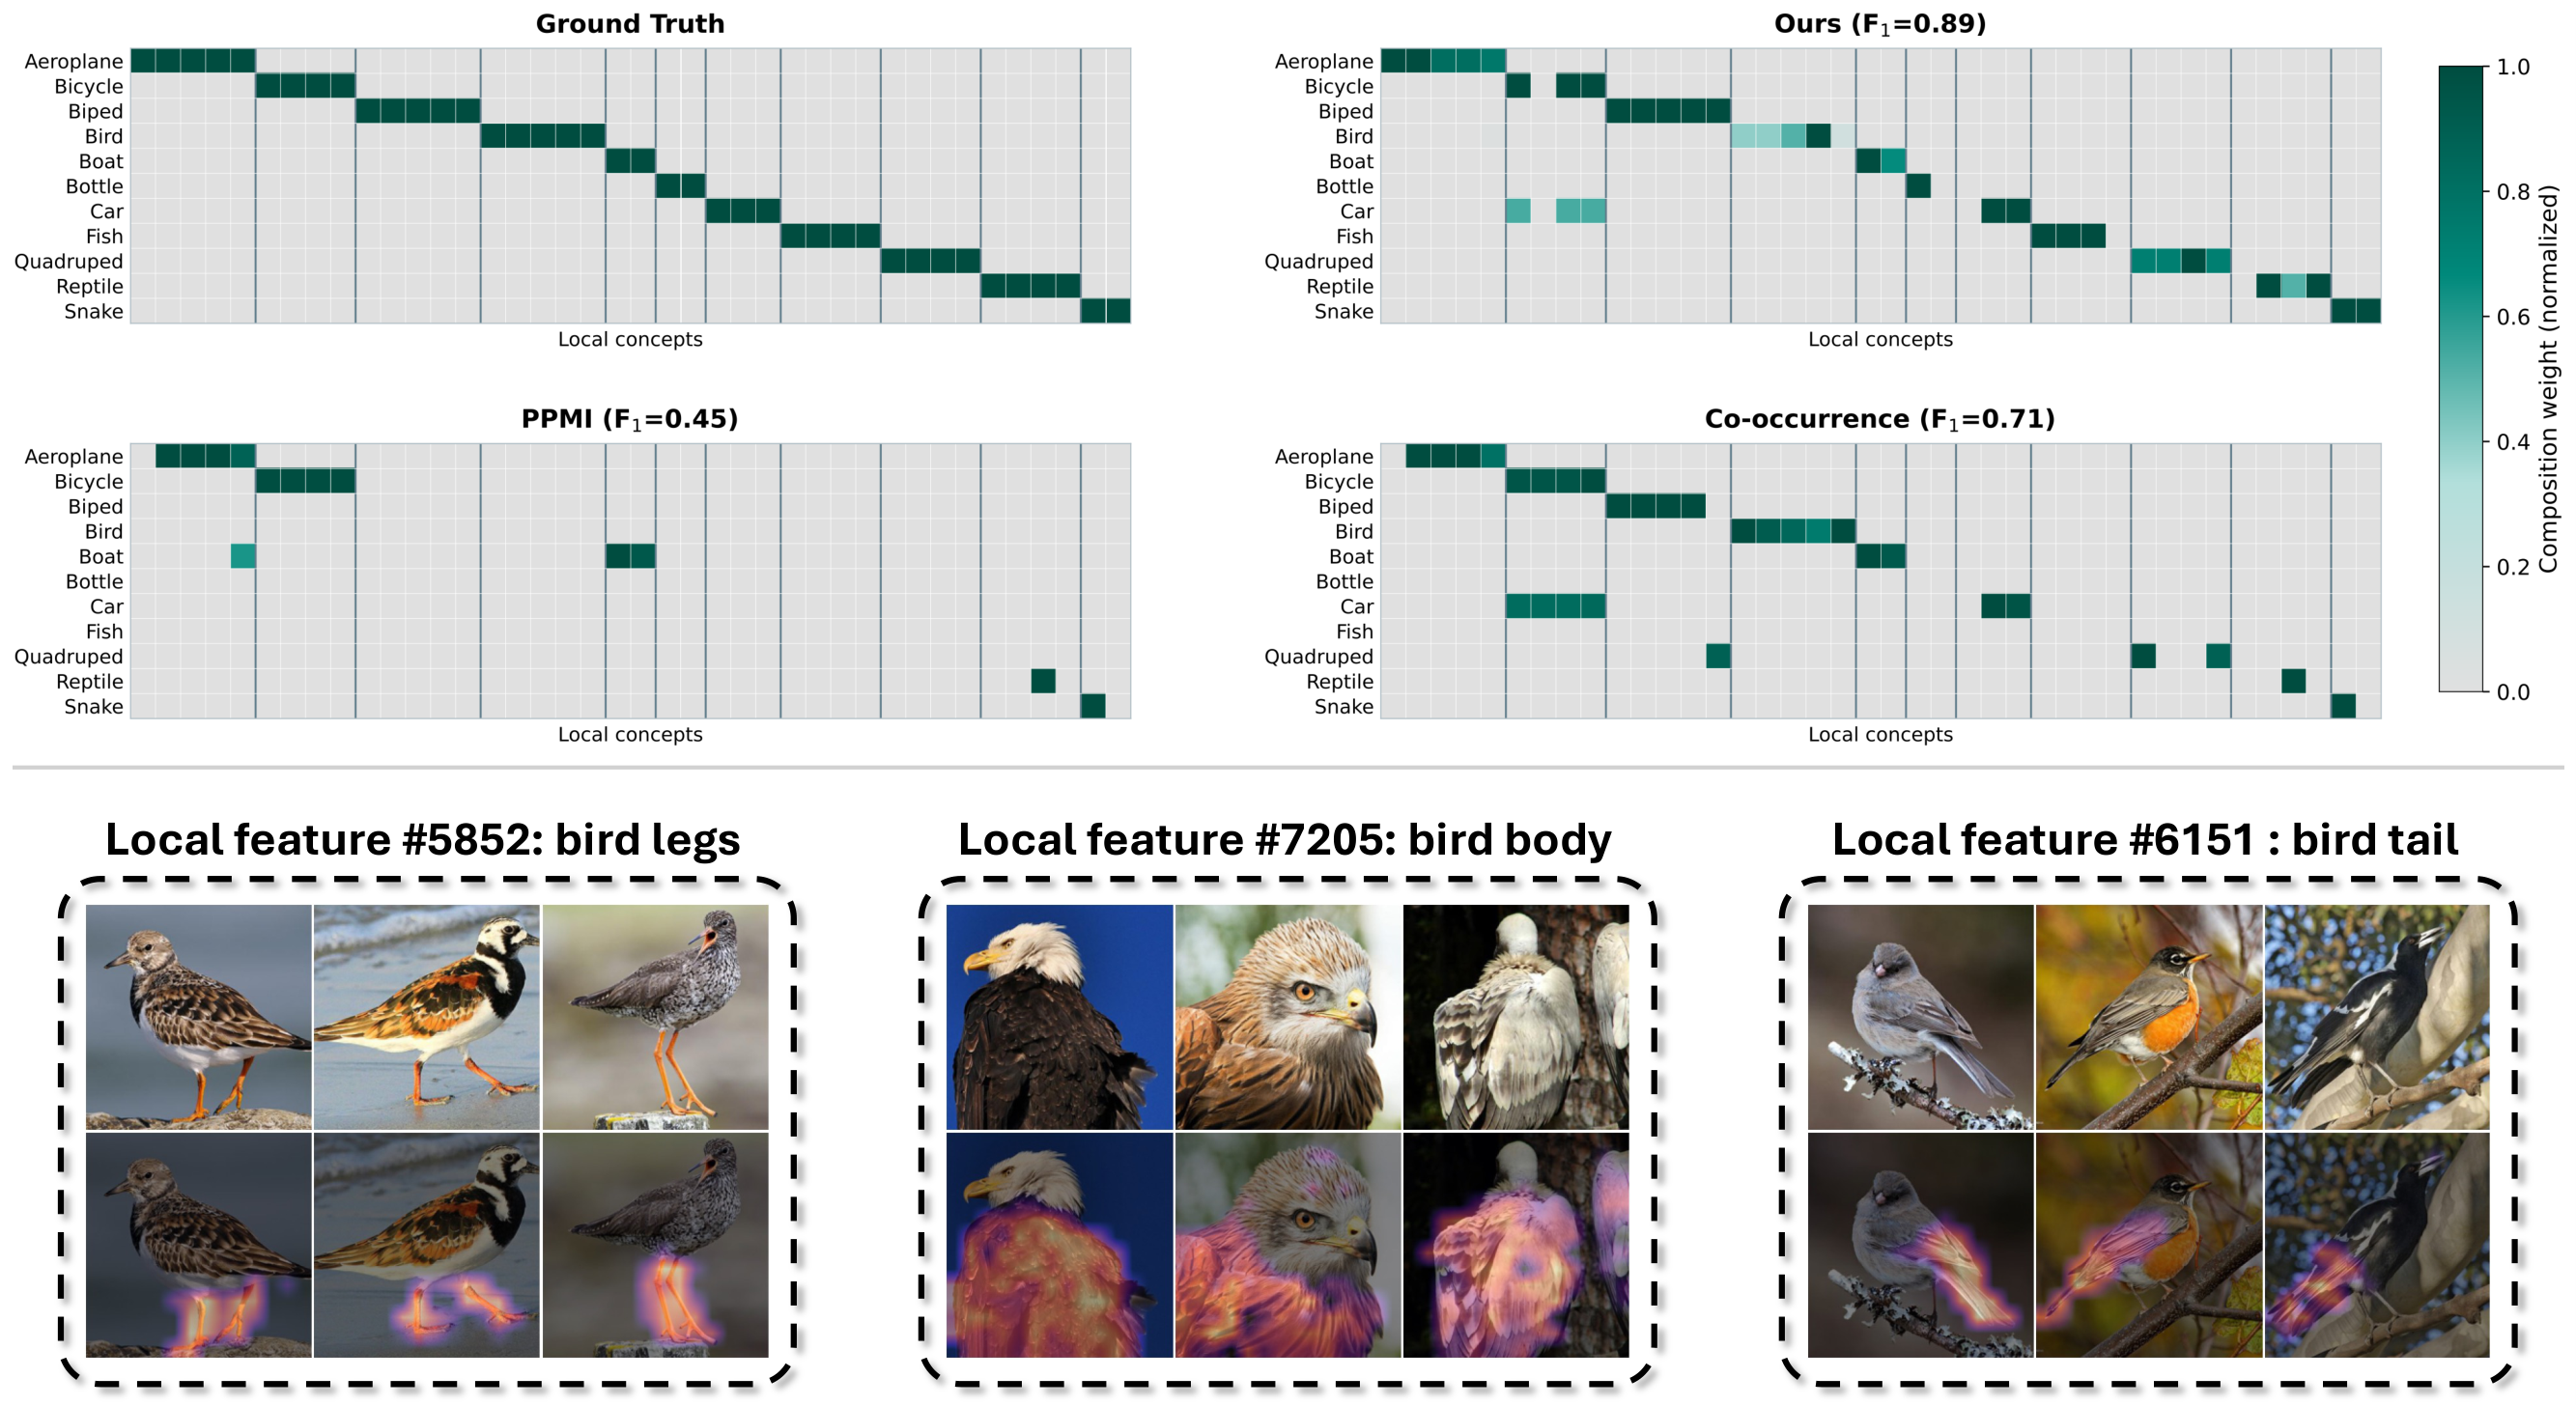 Ground Truth
Aeroplane
Bicycle
Biped
Bird
Boat
Bottle
Car
Fish
Quadruped
Reptile
Snake
Local concepts
Ours (F₁=0.89)
Aeroplane
Bicycle
Biped
Bird
Boat
Bottle
Car
Fish
Quadruped
Reptile
Snake
Local concepts
PPMI (F₁=0.45)
Aeroplane
Bicycle
Biped
Bird
Boat
Bottle
Car
Fish
Quadruped
Reptile
Snake
Local concepts
Co-occurrence (F₁=0.71)
Aeroplane
Bicycle
Biped
Bird
Boat
Bottle
Car
Fish
Quadruped
Reptile
Snake
Local concepts
1.0
0.8
0.6
0.4
0.2
0.0
Composition weight (normalized)
Local feature #5852: bird legs
Local feature #7205: bird body
Local feature #6151 : bird tail